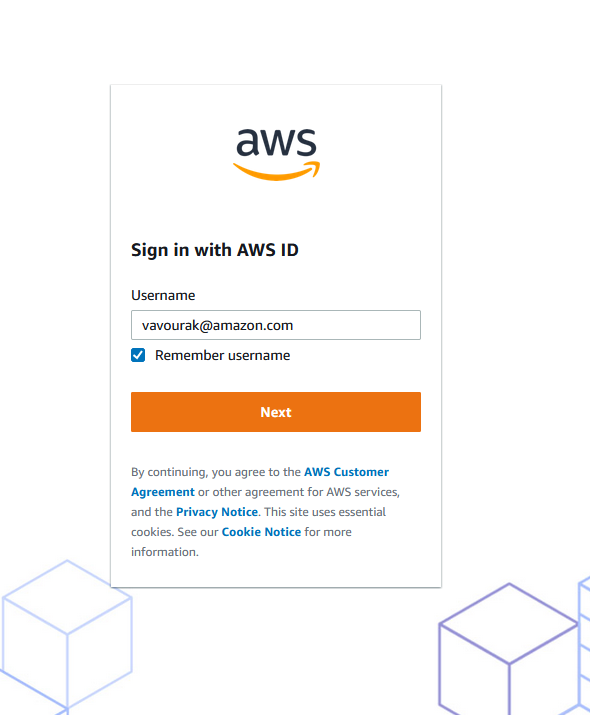 aws
Sign in with AWS ID
Username
vavourak@amazon.com
Remember username
Next
By continuing, you agree to the AWS Customer
Agreement or other agreement for AWS services,
and the Privacy Notice. This site uses essential
cookies. See our Cookie Notice for more
information.